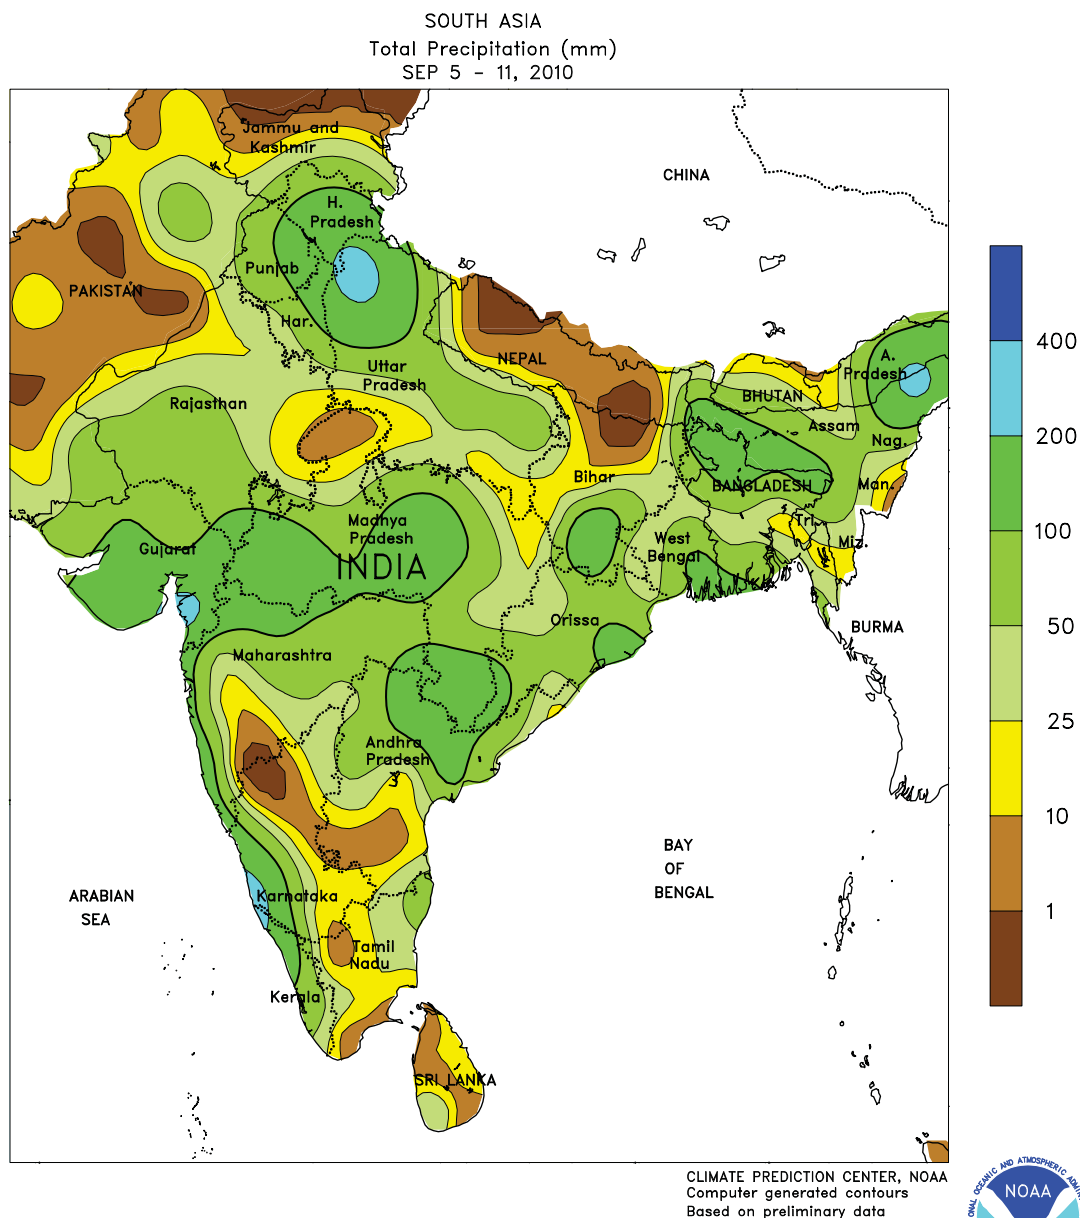 SOUTH ASIA
Total Precipitation (mm)
SEP 5 - 11, 2010
Jammu and
Kashmir
CHINA
H.
Pradesh
Punjab
PAKISTAN
Har.
NEPAL
A.
Pradesh
Uttar
Pradesh
BHUTAN
Rajasthan
Assam
Nag.
Bihar
BANGLADESH
Man.
Madhya
Pradesh
Tri.
West
Bengal
Miz.
Gujarat
INDIA
Orissa
BURMA
Maharashtra
Andhra
Pradesh
BAY
OF
BENGAL
ARABIAN
SEA
Karnataka
Tamil
Nadu
Kerala
SRI LANKA
400
200
100
50
25
10
1
CLIMATE PREDICTION CENTER, NOAA
Computer generated contours
Based on preliminary data
OCEANIC AND ATMOSPHERIC
NOAA